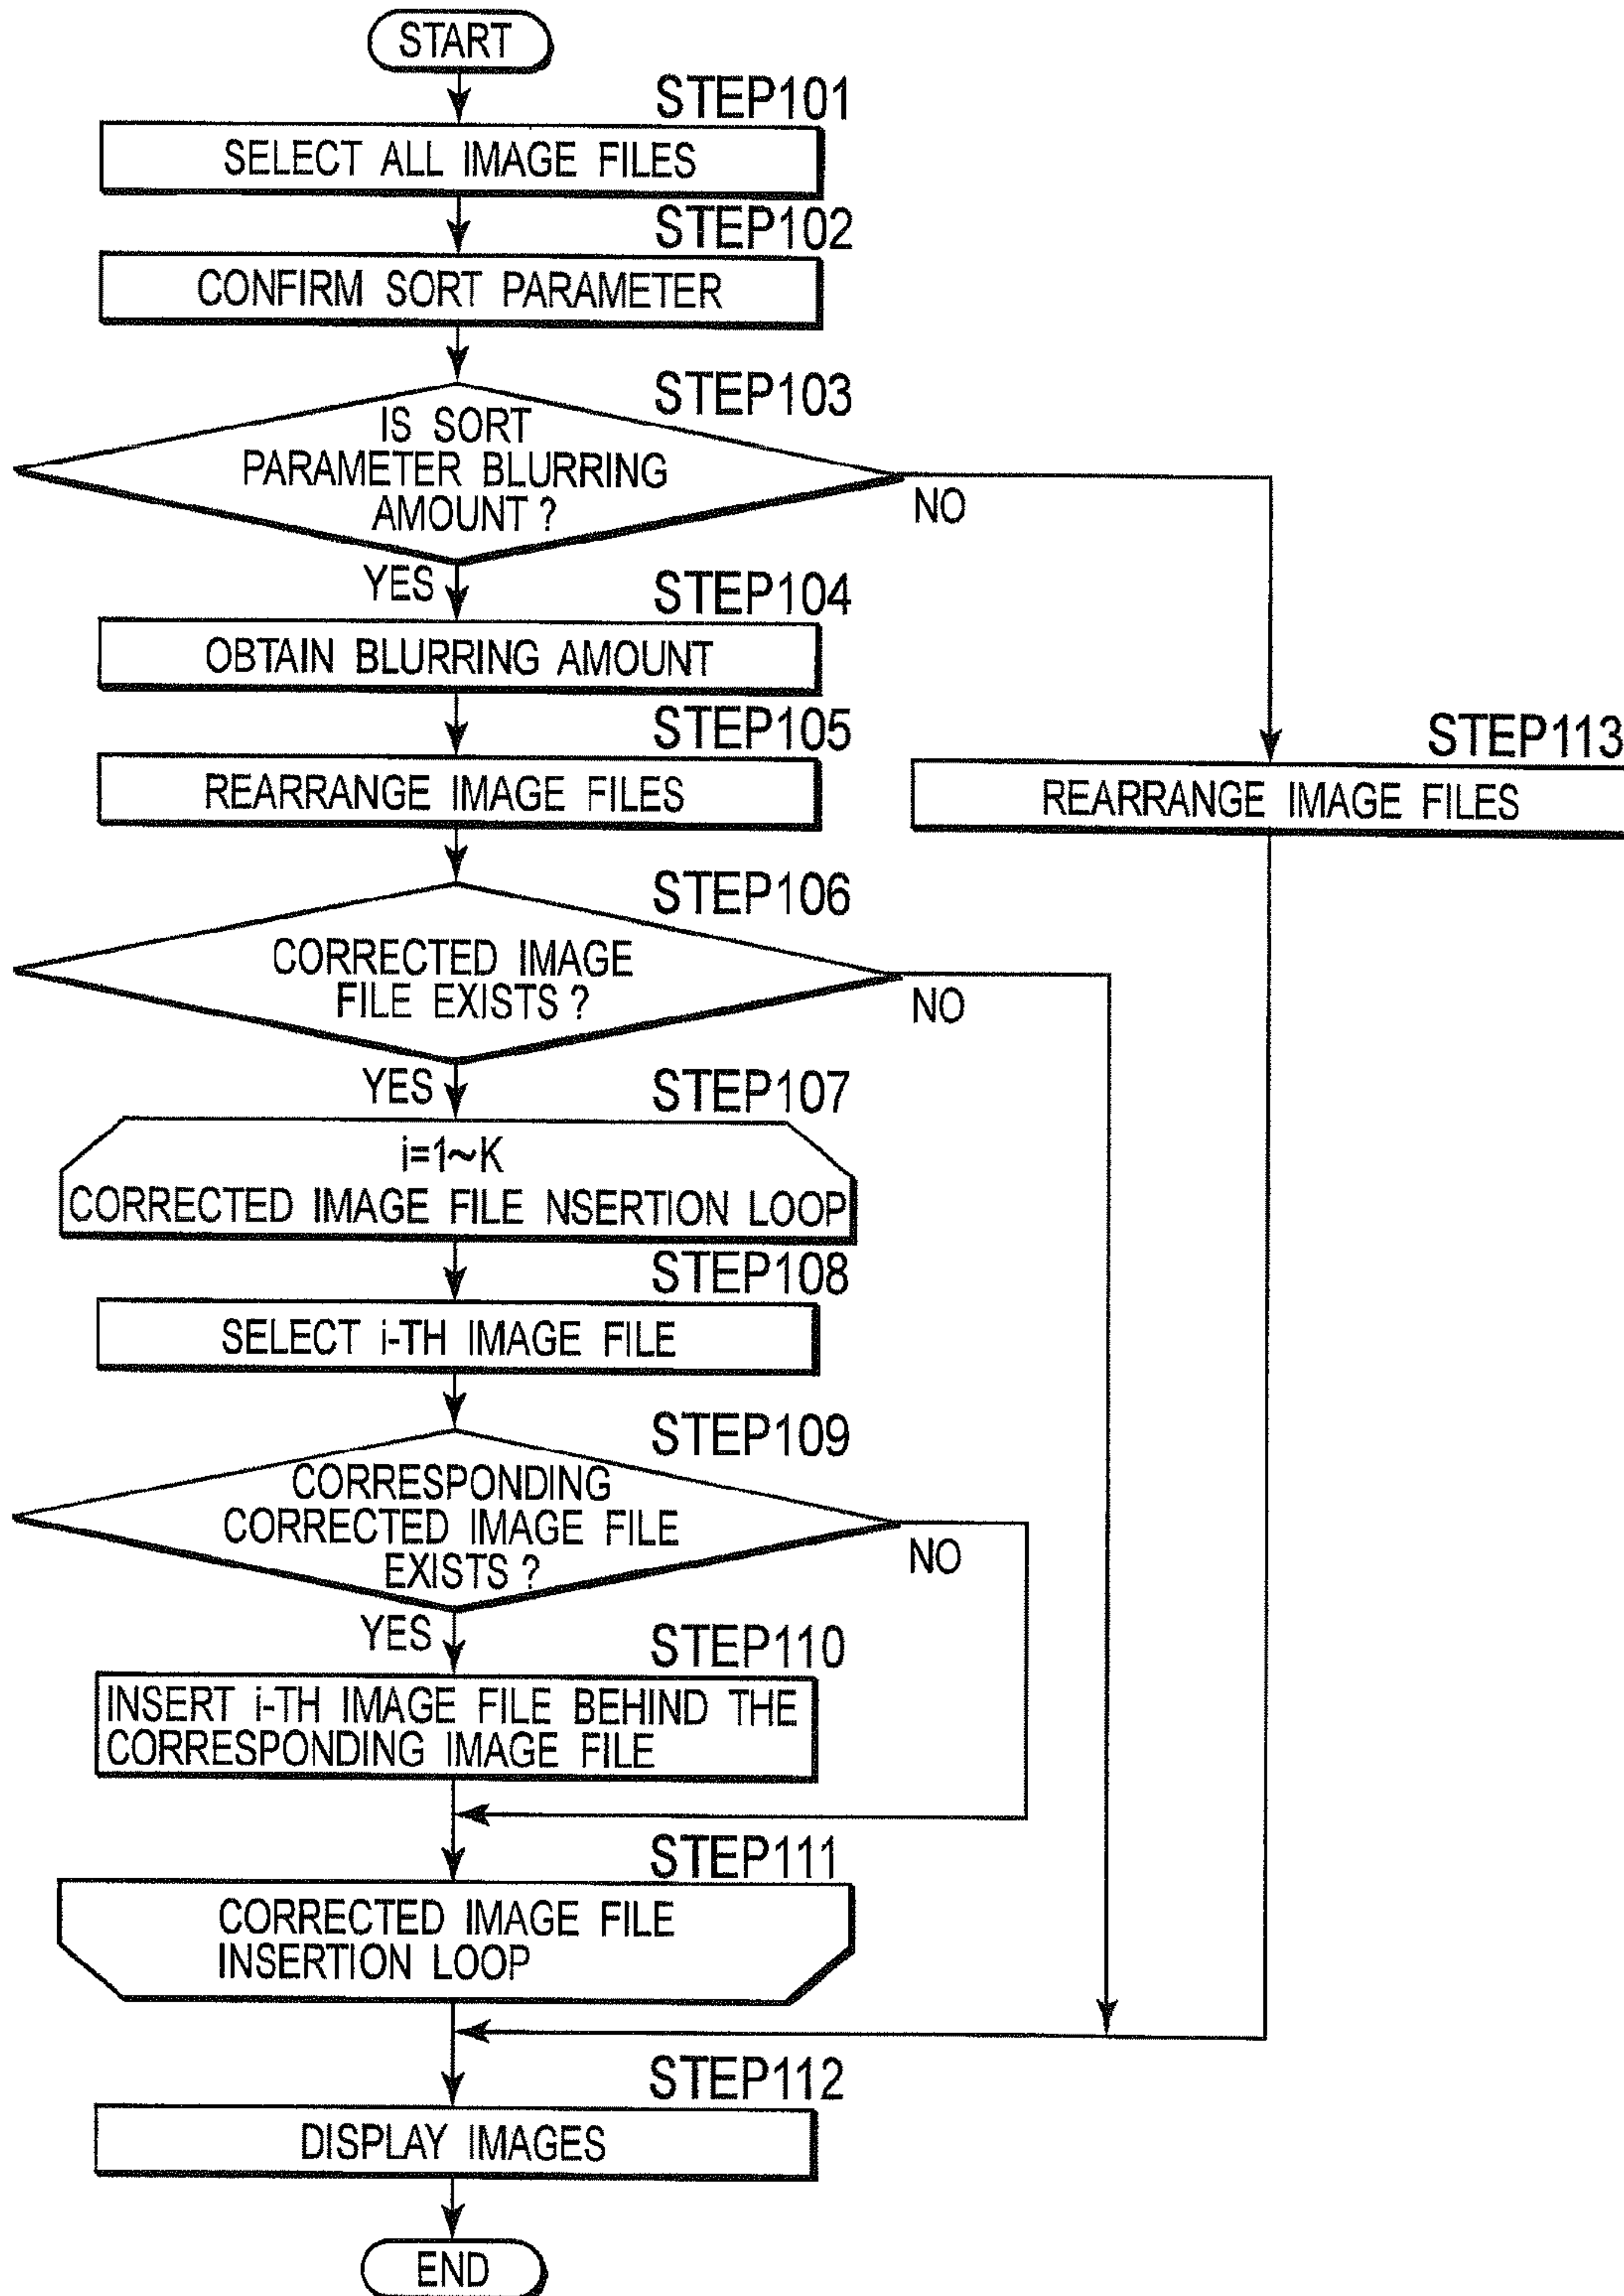 START
STEP101
SELECT ALL IMAGE FILES
STEP102
CONFIRM SORT PARAMETER
STEP103
IS SORT
PARAMETER BLURRING
AMOUNT ?
NO
YES
STEP104
OBTAIN BLURRING AMOUNT
STEP105
REARRANGE IMAGE FILES
STEP113
REARRANGE IMAGE FILES
STEP106
CORRECTED IMAGE
FILE EXISTS ?
NO
YES
STEP107
i=1~K
CORRECTED IMAGE FILE NSERTION LOOP
STEP108
SELECT i-TH IMAGE FILE
STEP109
CORRESPONDING
CORRECTED IMAGE FILE
EXISTS ?
NO
YES
STEP110
INSERT i-TH IMAGE FILE BEHIND THE
CORRESPONDING IMAGE FILE
STEP111
CORRECTED IMAGE FILE
INSERTION LOOP
STEP112
DISPLAY IMAGES
END